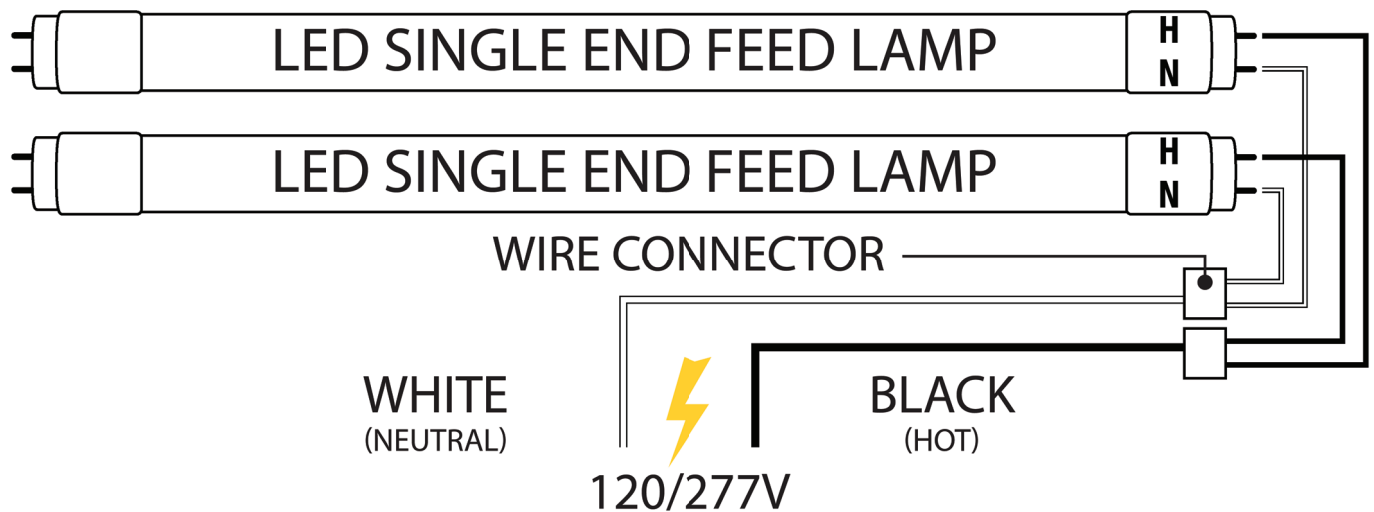 LED SINGLE END FEED LAMP
H
N
LED SINGLE END FEED LAMP
H
N
WIRE CONNECTOR
WHITE
(NEUTRAL)
BLACK
(HOT)
120/277V